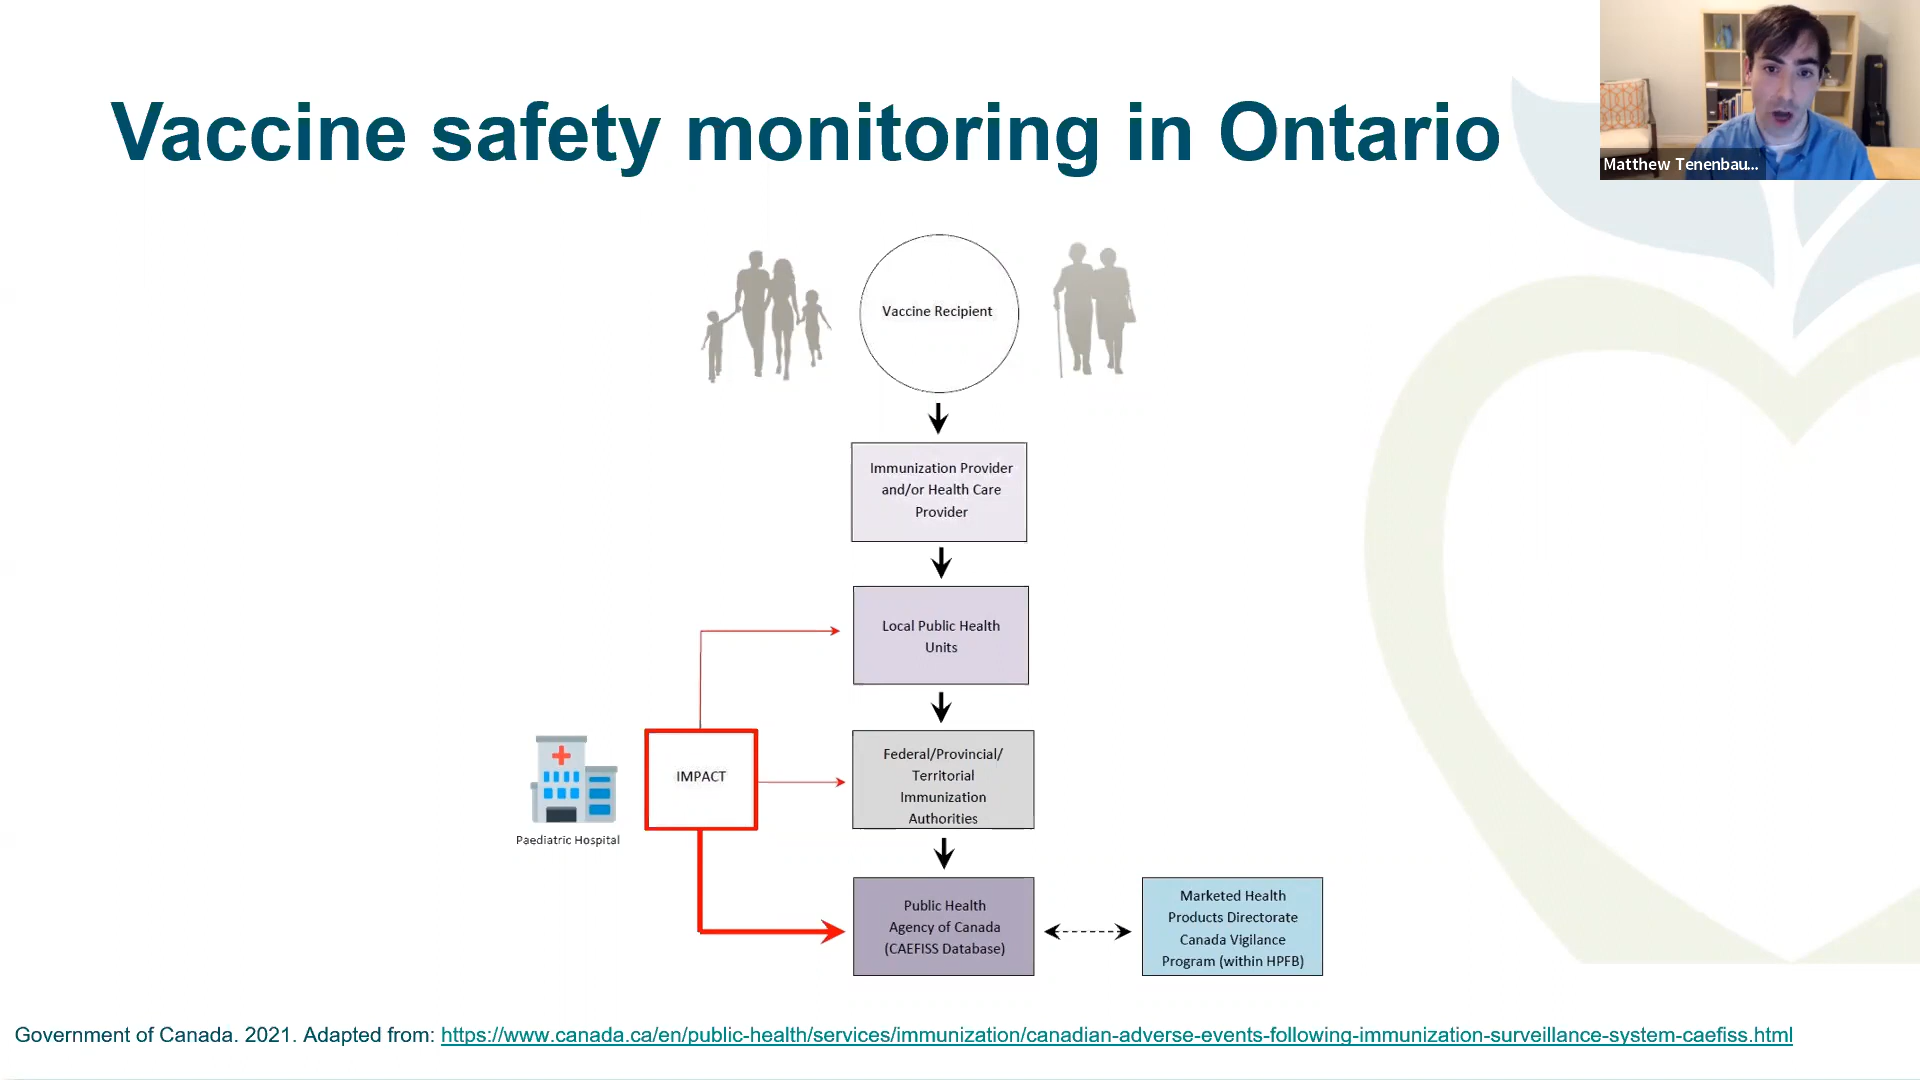 Vaccine safety monitoring in Ontario
Matthew Tenenbau...
Vaccine Recipient
Immunization Provider
and/or Health Care
Provider
Local Public Health
Units
IMPACT
Paediatric Hospital
Federal/Provincial/
Territorial
Immunization
Authorities
Public Health
Agency of Canada
(CAEFISS Database)
Marketed Health
Products Directorate
Canada Vigilance
Program (within HPFB)
Government of Canada. 2021. Adapted from: https://www.canada.ca/en/public-health/services/immunization/canadian-adverse-events-following-immunization-surveillance-system-caefiss.html